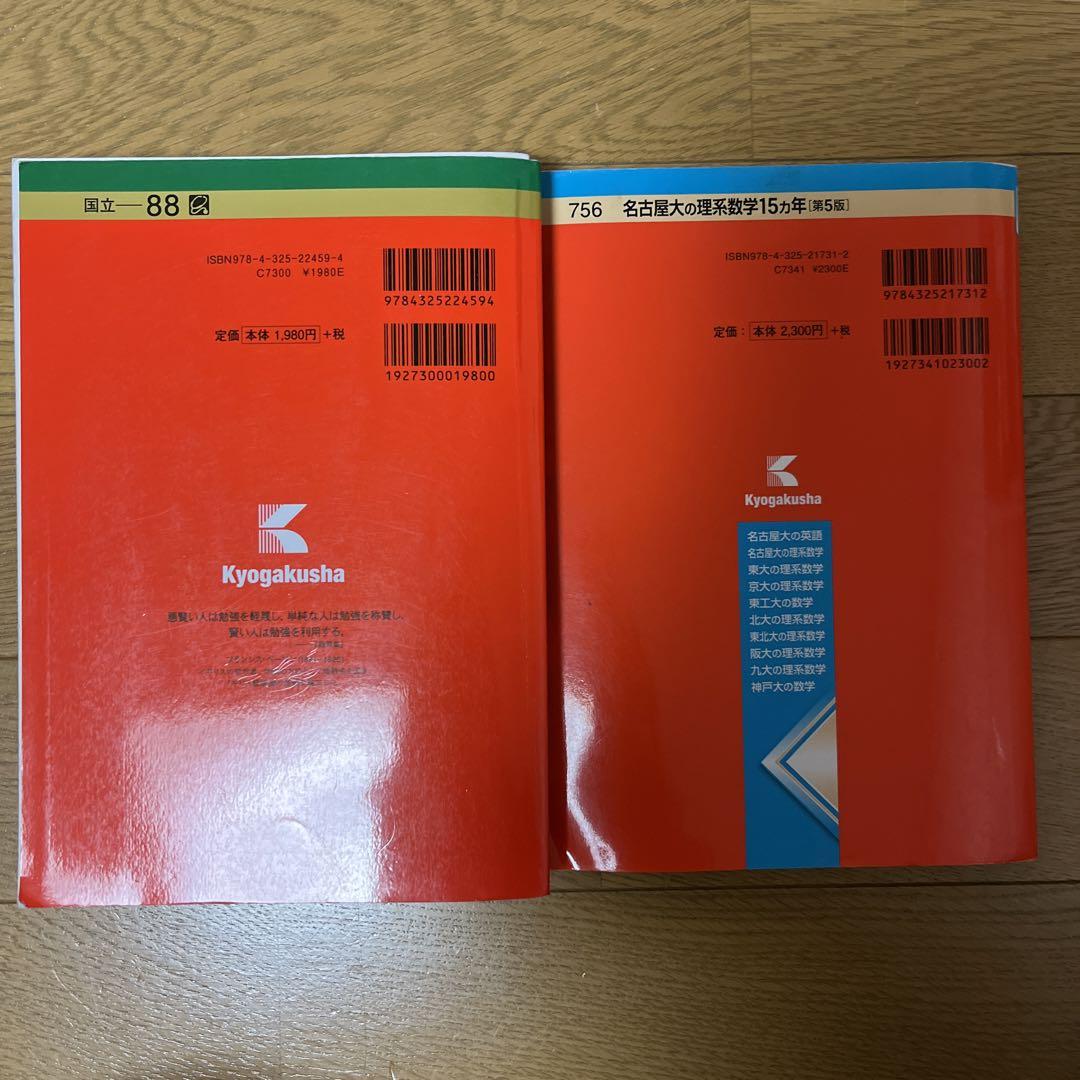 国立—88
ISBN978-4-325-22459-4
C7300 ¥1980E
9784325224594
定価 本体 1,980円 +税
1927300019800
Kyogakusha
悪賢い人は勉強を軽蔑し、単純な人は勉強を称賛し、
賢い人は勉強を利用する。
756 名古屋大の理系数学15カ年[第5版]
ISBN978-4-325-21731-2
C7341 ¥2300E
9784325217312
定価：本体 2,300円 +税
1927341023002
Kyogakusha
名古屋大の英語
名古屋大の理系数学
東大の理系数学
京大の理系数学
東工大の数学
北大の理系数学
東北大の理系数学
阪大の理系数学
九大の理系数学
神戸大の数学